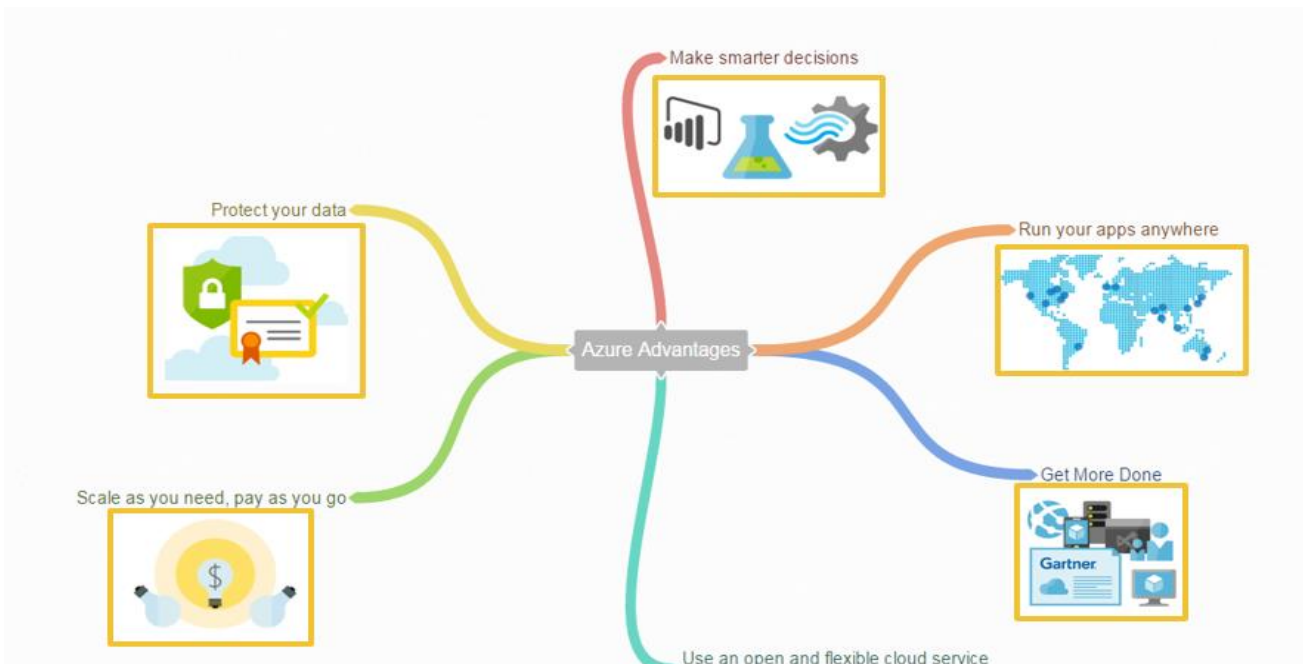 Make smarter decisions
Protect your data
Run your apps anywhere
Azure Advantages
Get More Done
Scale as you need, pay as you go
$
Gartner
Use an open and flexible cloud service